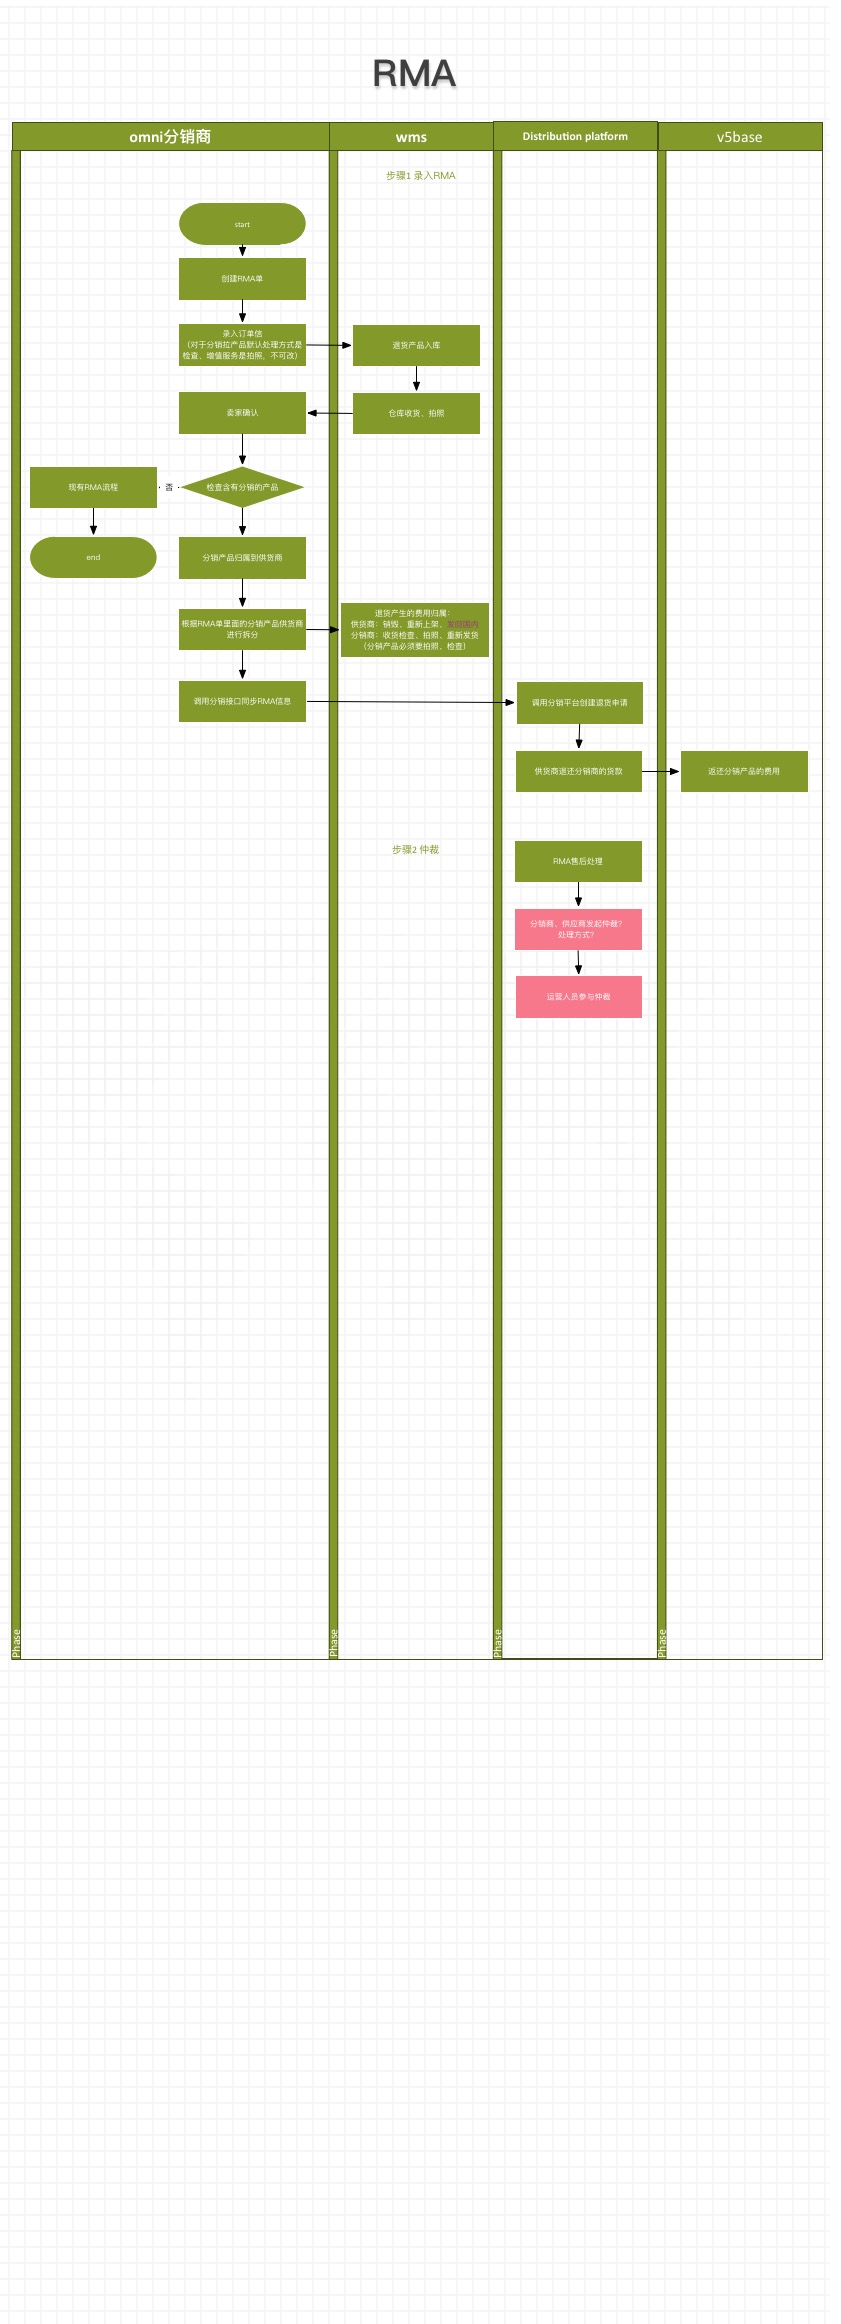 RMA
omni分销商
wms
Distribution platform
v5base
步骤1 录入RMA
start
创建RMA单
录入订单信
（对于分销拉产品默认处理方式是
检查、增值服务是拍照，不可改）
退货产品入库
卖家确认
仓库收货、拍照
现有RMA流程
否
检查含有分销的产品
end
分销产品归属到供货商
根据RMA单里面的分销产品供货商
进行拆分
退货产生的费用归属：
供货商：销毁、重新上架、发回国内
分销商：收货检查、拍照、重新发货
（分销产品必须要拍照、检查）
调用分销接口同步RMA信息
调用分销平台创建退货申请
供货商退还分销商的货款
返还分销产品的费用
步骤2 仲裁
RMA售后处理
分销商、供应商发起仲裁？
处理方式？
运营人员参与仲裁
Phase
Phase
Phase
Phase